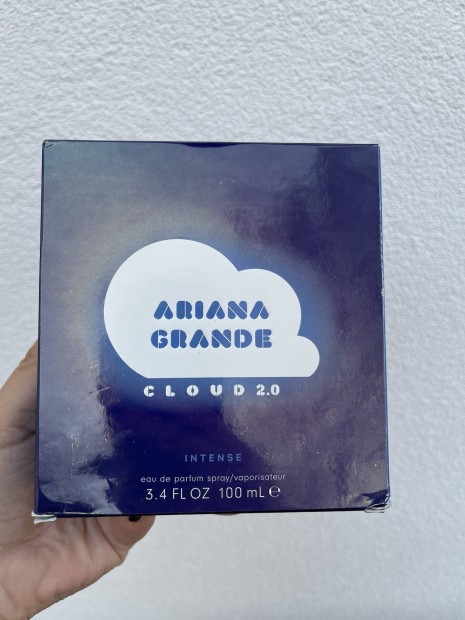 ARIANA
GRANDE
CLOUD 2.0
INTENSE
eau de parfum spray/vaporisateur
3.4 FL OZ 100 mL ℮